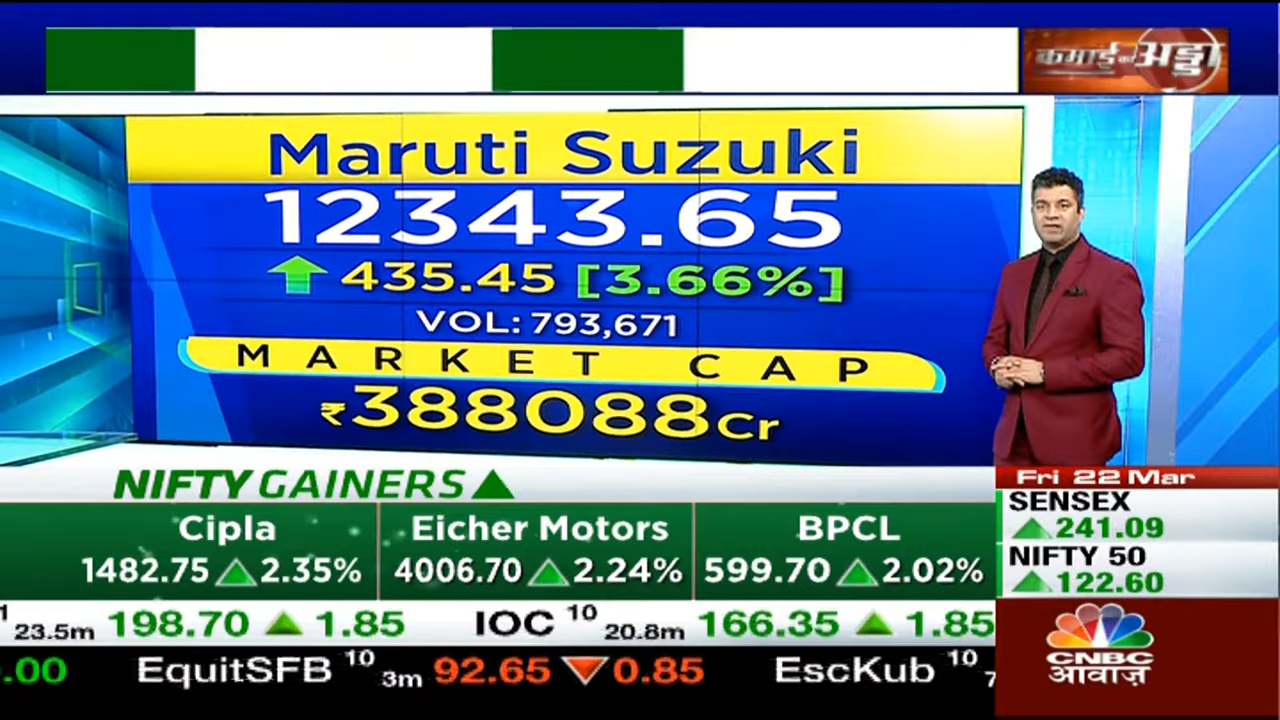 कमाई का अड्डा
Maruti Suzuki
12343.65
435.45 [3.66%]
VOL: 793,671
MARKET CAP
₹388088Cr
NIFTY GAINERS
Cipla
1482.75 2.35%
Eicher Motors
4006.70 2.24%
BPCL
599.70 2.02%
Fri 22 Mar
SENSEX
241.09
NIFTY 50
122.60
23.5m 198.70 1.85 IOC 10 20.8m 166.35 1.85
.00 EquitSFB 10 3m 92.65 0.85 EscKub 10 7
CNBC
आवाज़